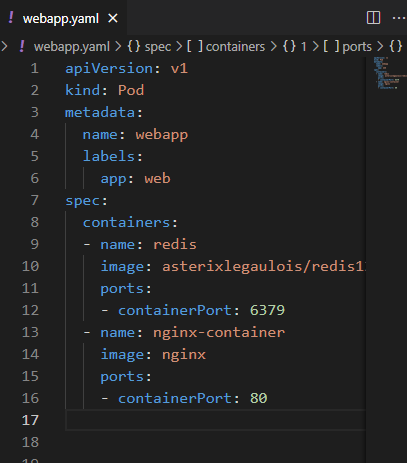 ! webapp.yaml ×
> ! webapp.yaml > {} spec > [ ] containers > {} 1 > [ ] ports > {}
1 apiVersion: v1
2 kind: Pod
3 metadata:
4   name: webapp
5   labels:
6     app: web
7 spec:
8   containers:
9   - name: redis
10     image: asterixlegaulois/redis1
11     ports:
12     - containerPort: 6379
13   - name: nginx-container
14     image: nginx
15     ports:
16     - containerPort: 80
17
18